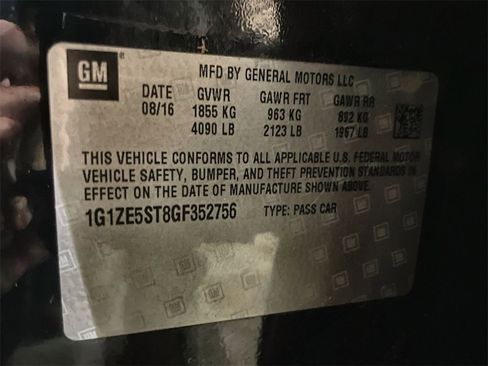 GM
MFD BY GENERAL MOTORS LLC
DATE GVWR GAWR FRT GAWR RR
08/16 1855 KG 963 KG 892 KG
4090 LB 2123 LB 1967 LB
THIS VEHICLE CONFORMS TO ALL APPLICABLE U.S. FEDERAL MOTOR
VEHICLE SAFETY, BUMPER, AND THEFT PREVENTION STANDARDS IN
EFFECT ON THE DATE OF MANUFACTURE SHOWN ABOVE.
1G1ZE5ST8GF352756 TYPE: PASS CAR